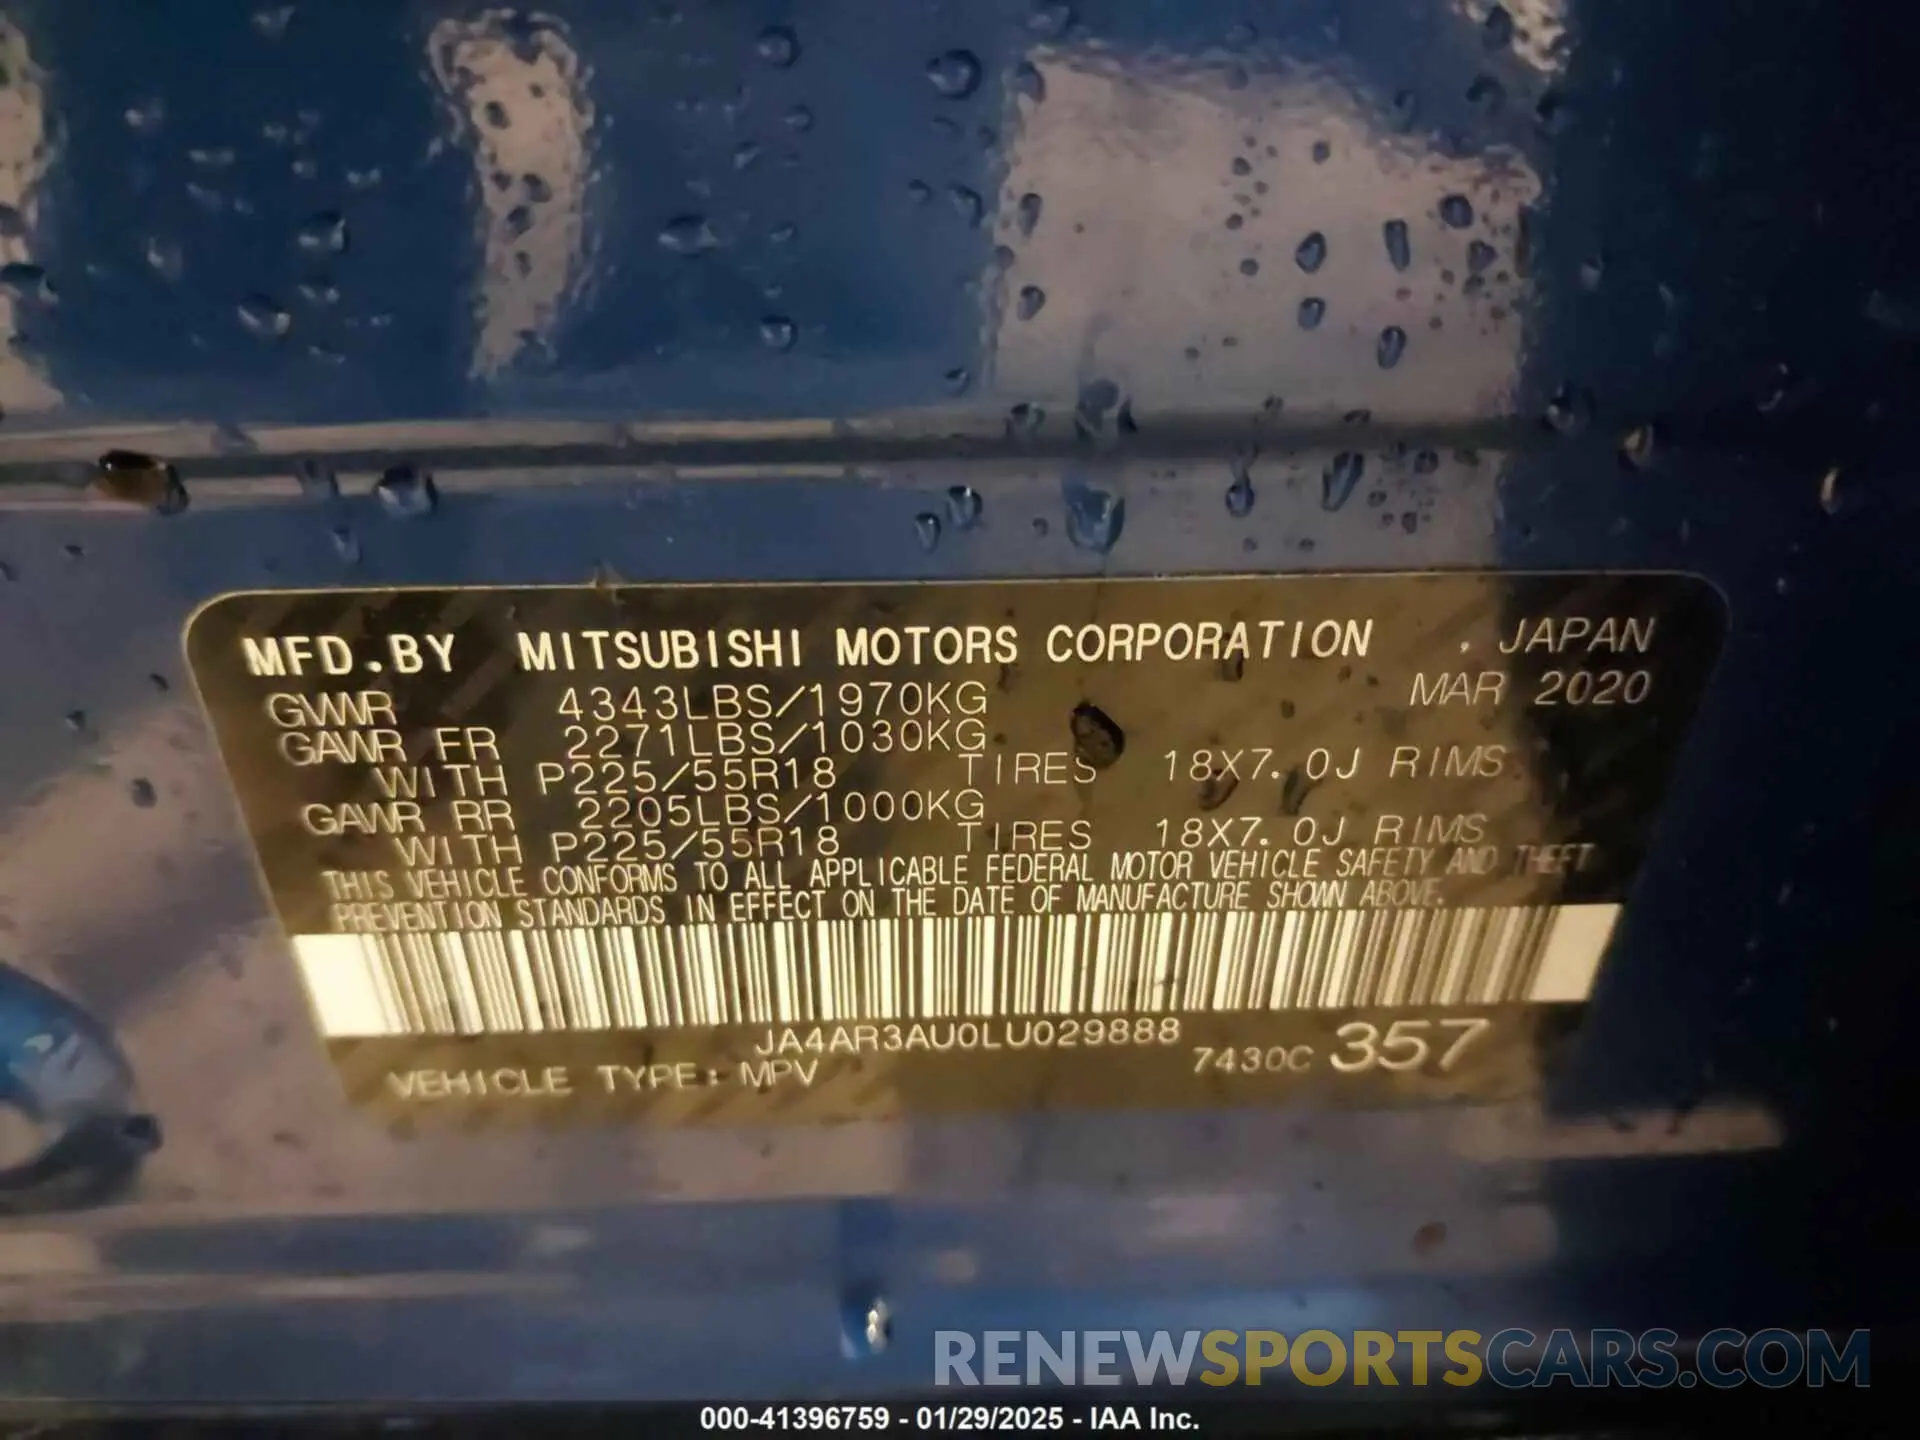 MFD.BY MITSUBISHI MOTORS CORPORATION , JAPAN
GVWR 4343LBS/1970KG MAR 2020
GAWR FR 2271LBS/1030KG
WITH P225/55R18 TIRES 18X7.0J RIMS
GAWR RR 2205LBS/1000KG
WITH P225/55R18 TIRES 18X7.0J RIMS
THIS VEHICLE CONFORMS TO ALL APPLICABLE FEDERAL MOTOR VEHICLE SAFETY AND THEFT
PREVENTION STANDARDS IN EFFECT ON THE DATE OF MANUFACTURE SHOWN ABOVE.
JA4AR3AU0LU029888
VEHICLE TYPE: MPV 7430C 357
RENEWSPORTSCARS.COM
000-41396759 - 01/29/2025 - IAA Inc.